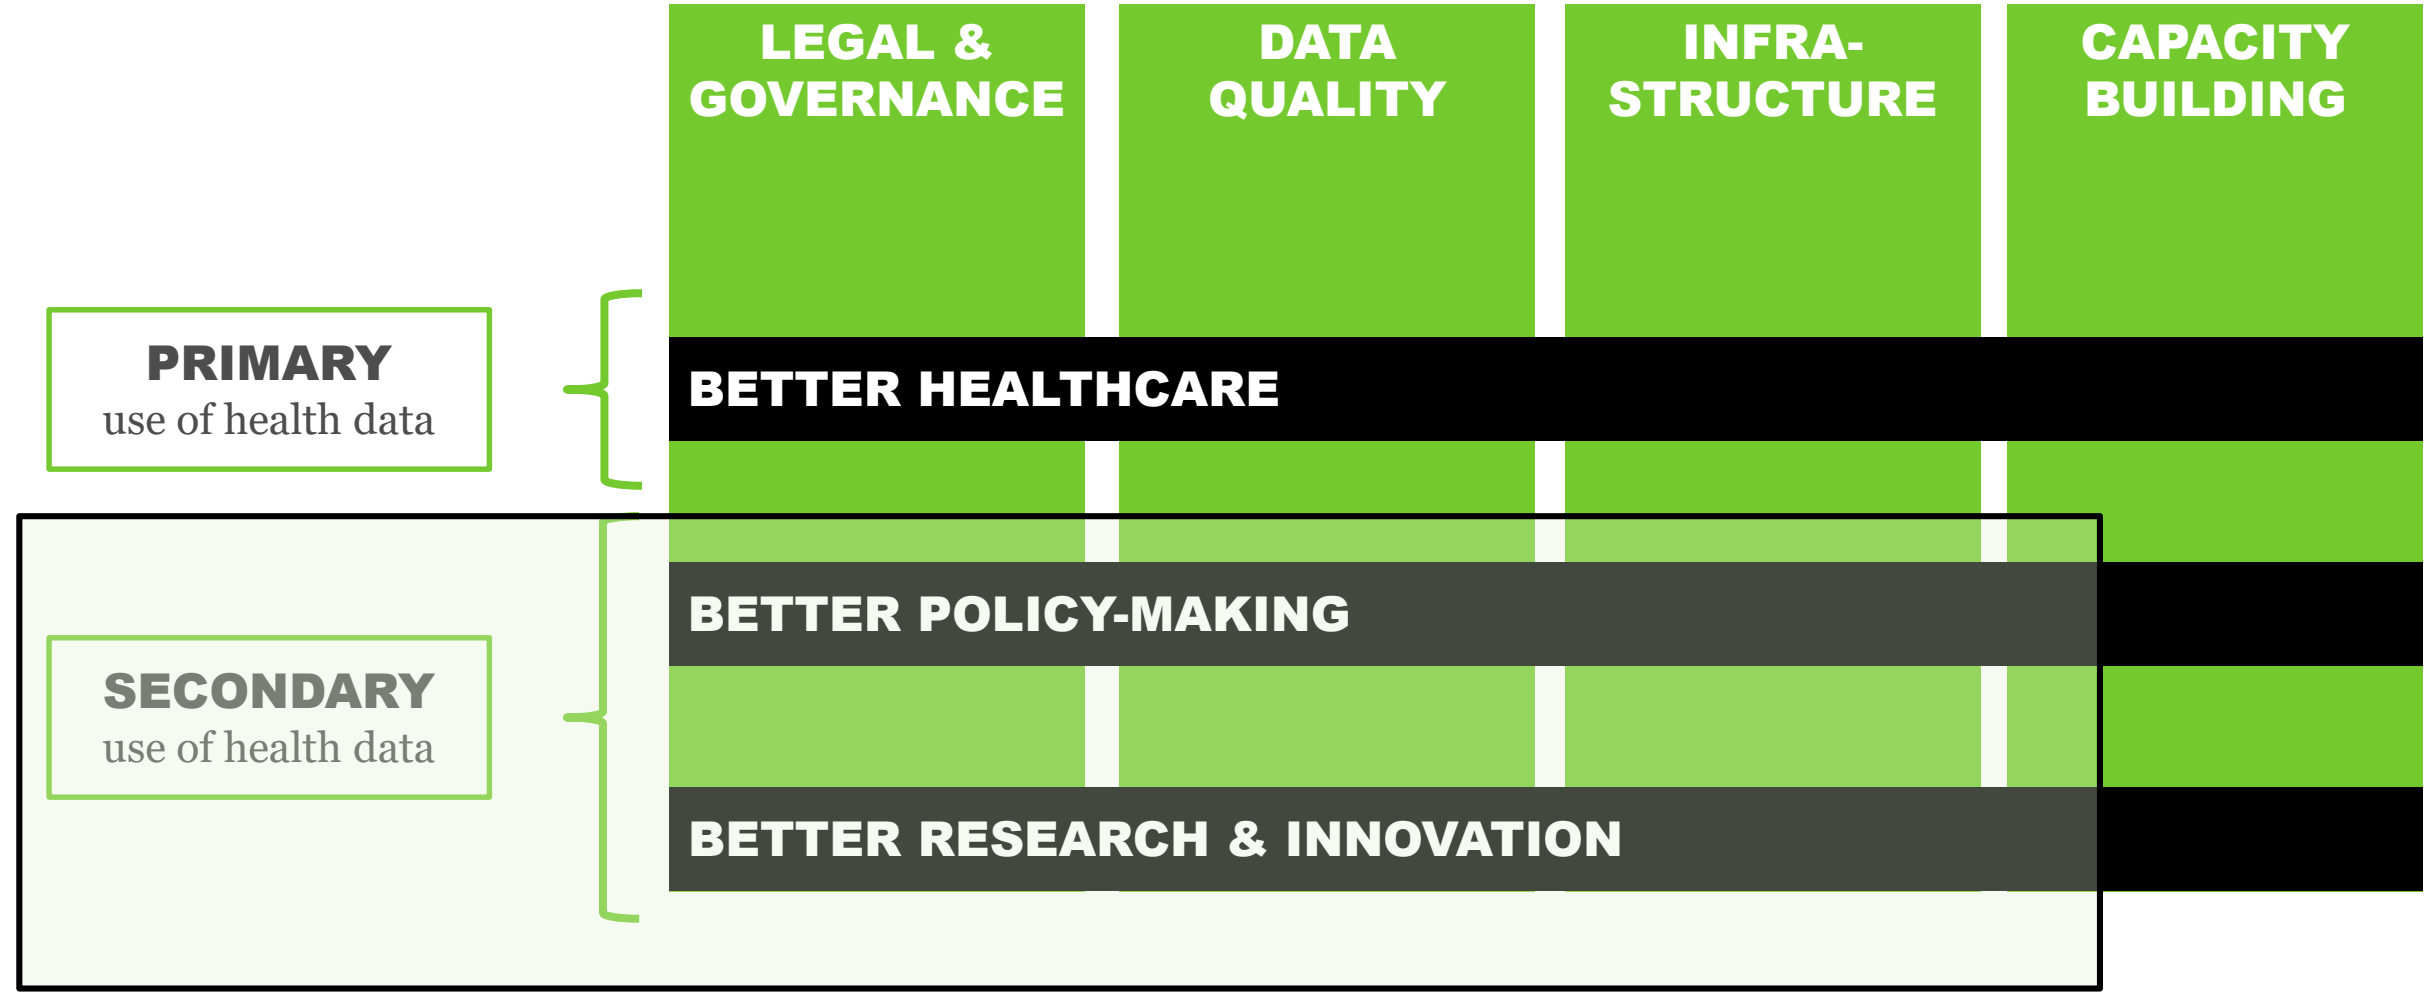 LEGAL &
GOVERNANCE
DATA
QUALITY
INFRA-
STRUCTURE
CAPACITY
BUILDING
PRIMARY
use of health data
BETTER HEALTHCARE
BETTER POLICY-MAKING
SECONDARY
use of health data
BETTER RESEARCH & INNOVATION